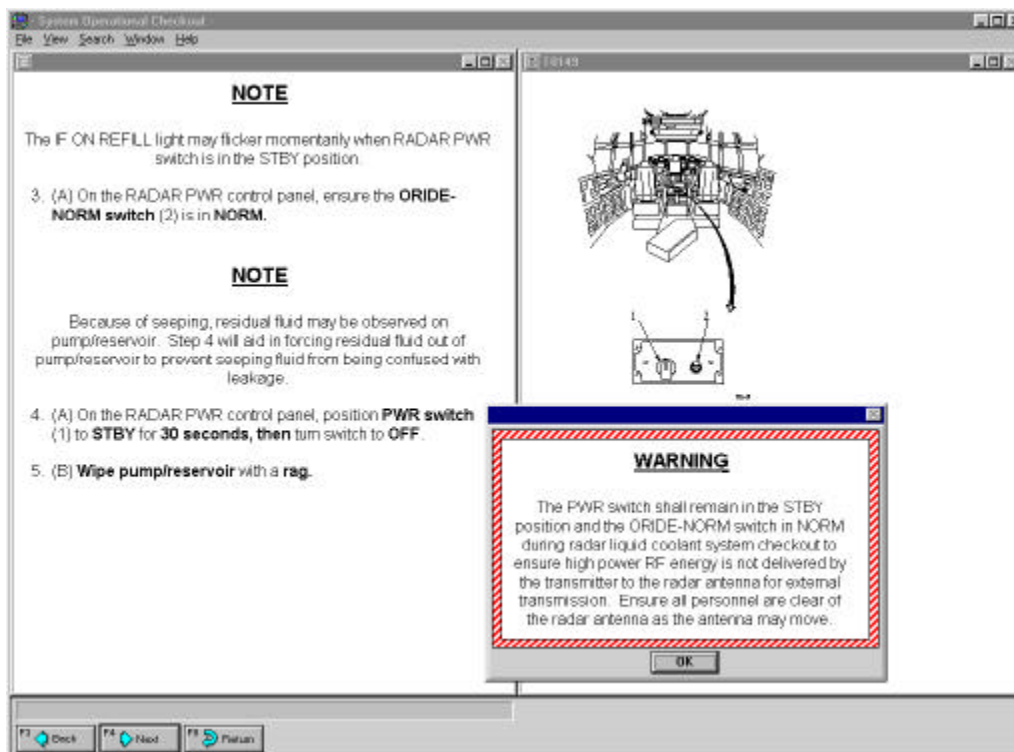 System Operational Checkout
File View Search Window Help
NOTE
The IF ON REFILL light may flicker momentarily when RADAR PWR
switch is in the STBY position.
3. (A) On the RADAR PWR control panel, ensure the ORIDE-
NORM switch (2) is in NORM.
NOTE
Because of seeping, residual fluid may be observed on
pump/reservoir. Step 4 will aid in forcing residual fluid out of
pump/reservoir to prevent seeping fluid from being confused with
leakage.
4. (A) On the RADAR PWR control panel, position PWR switch
(1) to STBY for 30 seconds, then turn switch to OFF.
5. (B) Wipe pump/reservoir with a rag.
1 2
WARNING
The PWR switch shall remain in the STBY
position and the ORIDE-NORM switch in NORM
during radar liquid coolant system checkout to
ensure high power RF energy is not delivered by
the transmitter to the radar antenna for external
transmission. Ensure all personnel are clear of
the radar antenna as the antenna may move.
OK
Back Next Return